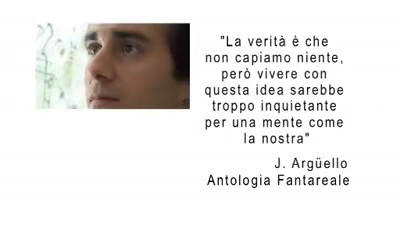 "La verità è che
non capiamo niente,
però vivere con
questa idea sarebbe
troppo inquietante
per una mente come
la nostra"
J. Argüello
Antologia Fantareale